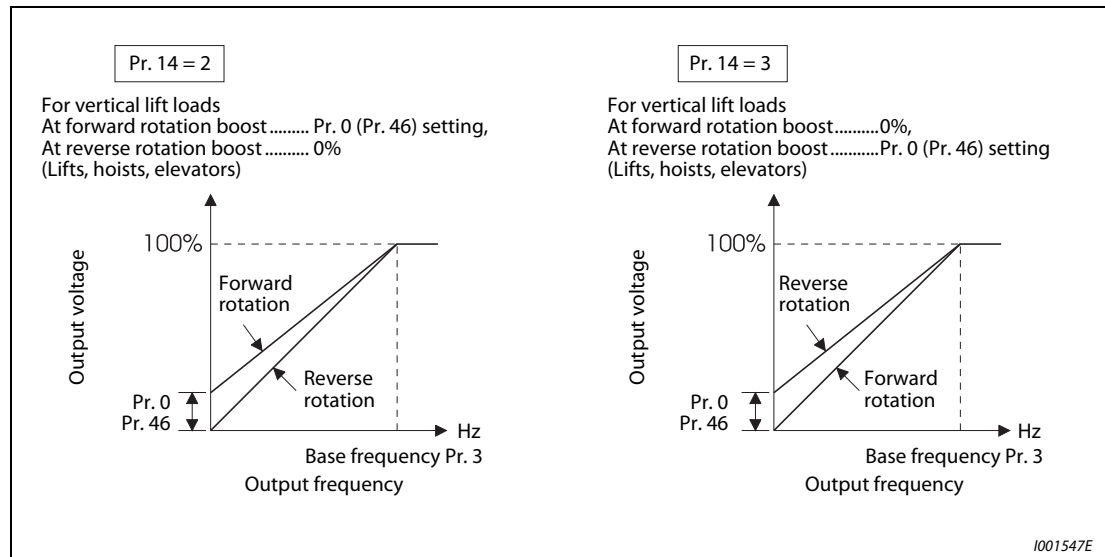 Pr. 14 = 2
For vertical lift loads
At forward rotation boost ......... Pr. 0 (Pr. 46) setting,
At reverse rotation boost .......... 0%
(Lifts, hoists, elevators)
Output voltage
100%
Forward
rotation
Reverse
rotation
Pr. 0
Pr. 46
Hz
Base frequency Pr. 3
Output frequency
Pr. 14 = 3
For vertical lift loads
At forward rotation boost..........0%,
At reverse rotation boost ...........Pr. 0 (Pr. 46) setting
(Lifts, hoists, elevators)
Output voltage
100%
Reverse
rotation
Forward
rotation
Pr. 0
Pr. 46
Hz
Base frequency Pr. 3
Output frequency
I001547E